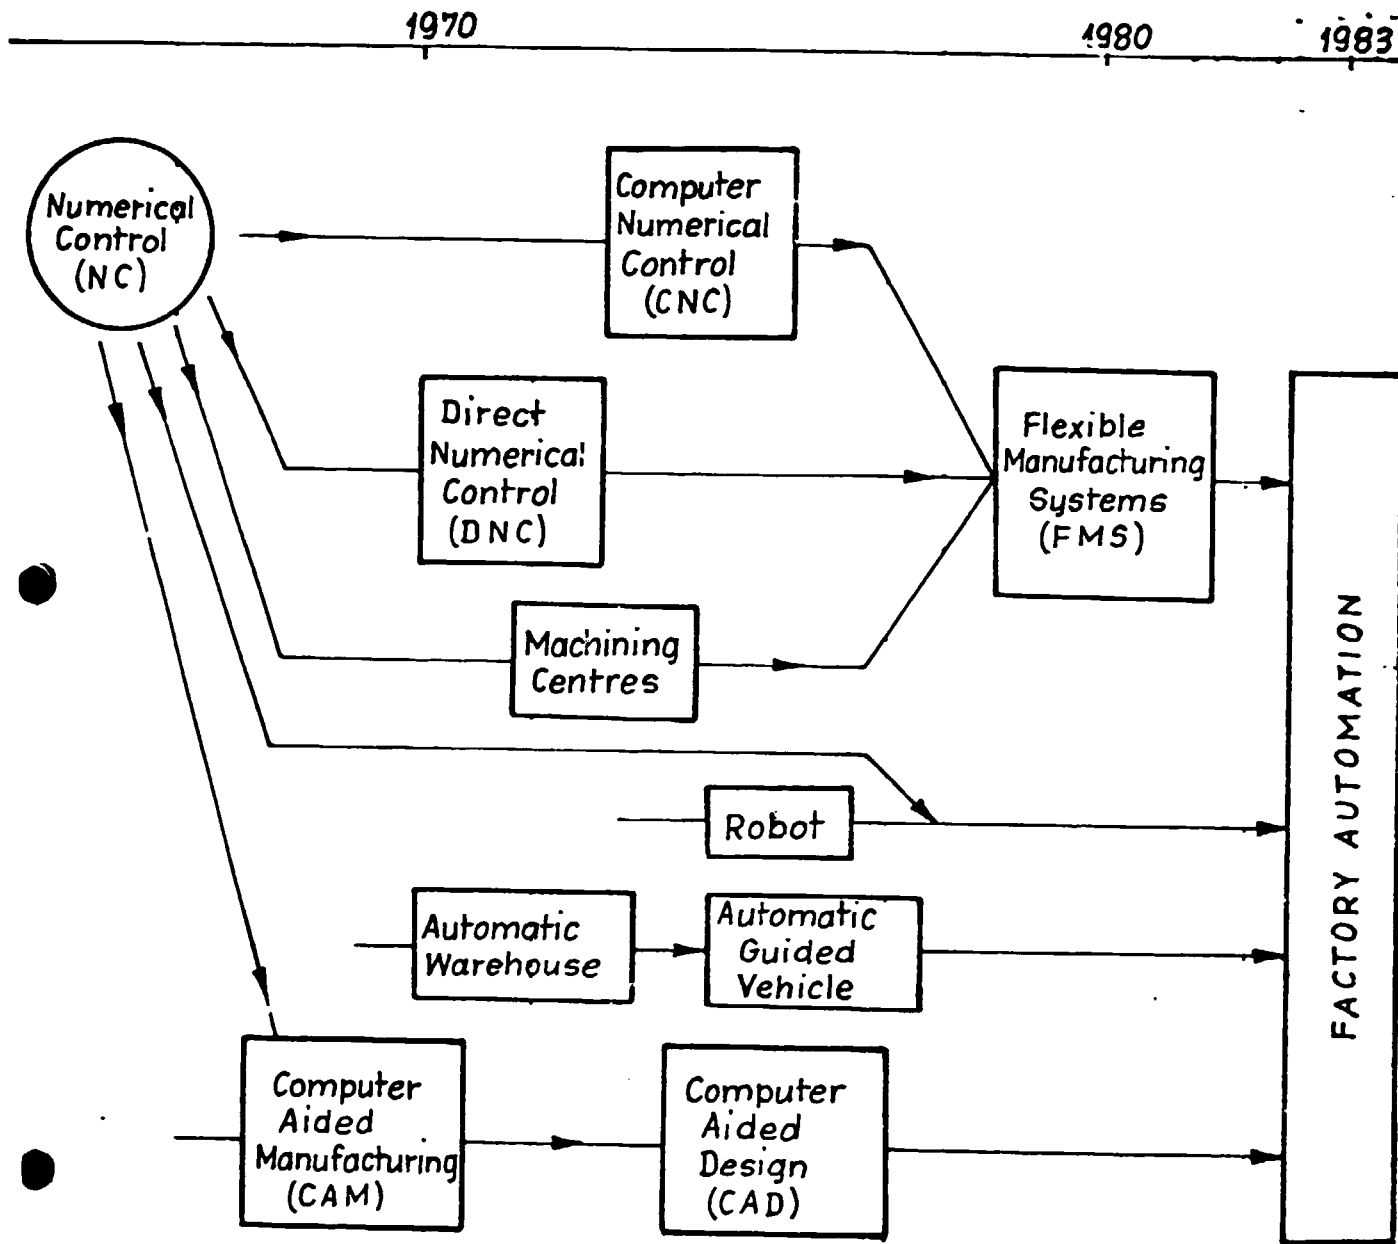 1970
1980
1983
Numerical
Control
(NC)
Computer
Numerical
Control
(CNC)
Direct
Numerical
Control
(DNC)
Flexible
Manufacturing
Systems
(FMS)
Machining
Centres
Robot
Automatic
Warehouse
Automatic
Guided
Vehicle
Computer
Aided
Manufacturing
(CAM)
Computer
Aided
Design
(CAD)
FACTORY AUTOMATION